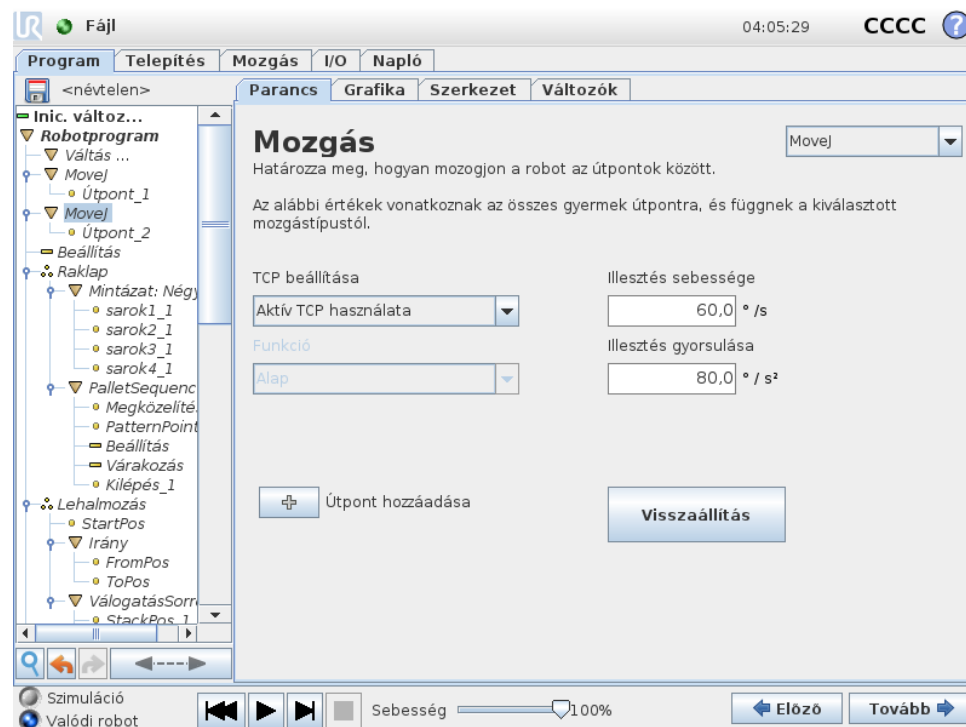 UR Fájl 04:05:29 CCCC ?
Program Telepítés Mozgás I/O Napló
<névtelen>
Parancs Grafika Szerkezet Változók
Inic. változ...
Robotprogram
Váltás ...
MoveJ
Útpont_1
MoveJ
Útpont_2
Beállítás
Raklap
Mintázat: Négy
sarok1_1
sarok2_1
sarok3_1
sarok4_1
PalletSequenc
Megközelíté
PatternPoint
Beállítás
Várakozás
Kilépés_1
Lehalmozás
StartPos
Irány
FromPos
ToPos
VálogatásSorr
StackPos_1
Mozgás
MoveJ
Határozza meg, hogyan mozogjon a robot az útpontok között.
Az alábbi értékek vonatkoznak az összes gyermek útpontra, és függnek a kiválasztott
mozgástípustól.
TCP beállítása
Illesztés sebessége
Aktív TCP használata
60,0 °/s
Funkció
Illesztés gyorsulása
Alap
80,0 °/s²
Útpont hozzáadása
Visszaállítás
Szimuláció
Valódi robot
Sebesség 100%
Előző
Tovább